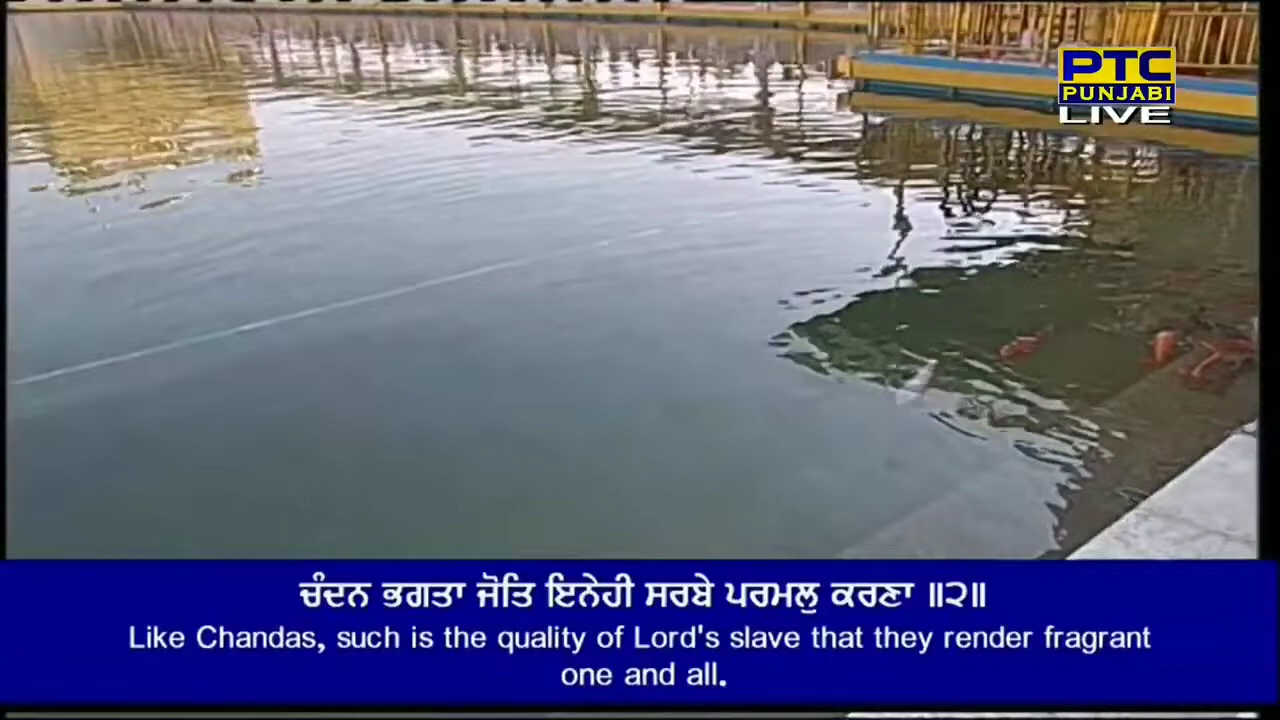 PTC
PUNJABI
LIVE
ਚੰਦਨ ਭਗਤਾ ਜੋਤਿ ਇਨੇਹੀ ਸਰਬੇ ਪਰਮਲੁ ਕਰਣਾ ॥੨॥
Like Chandas, such is the quality of Lord's slave that they render fragrant
one and all.